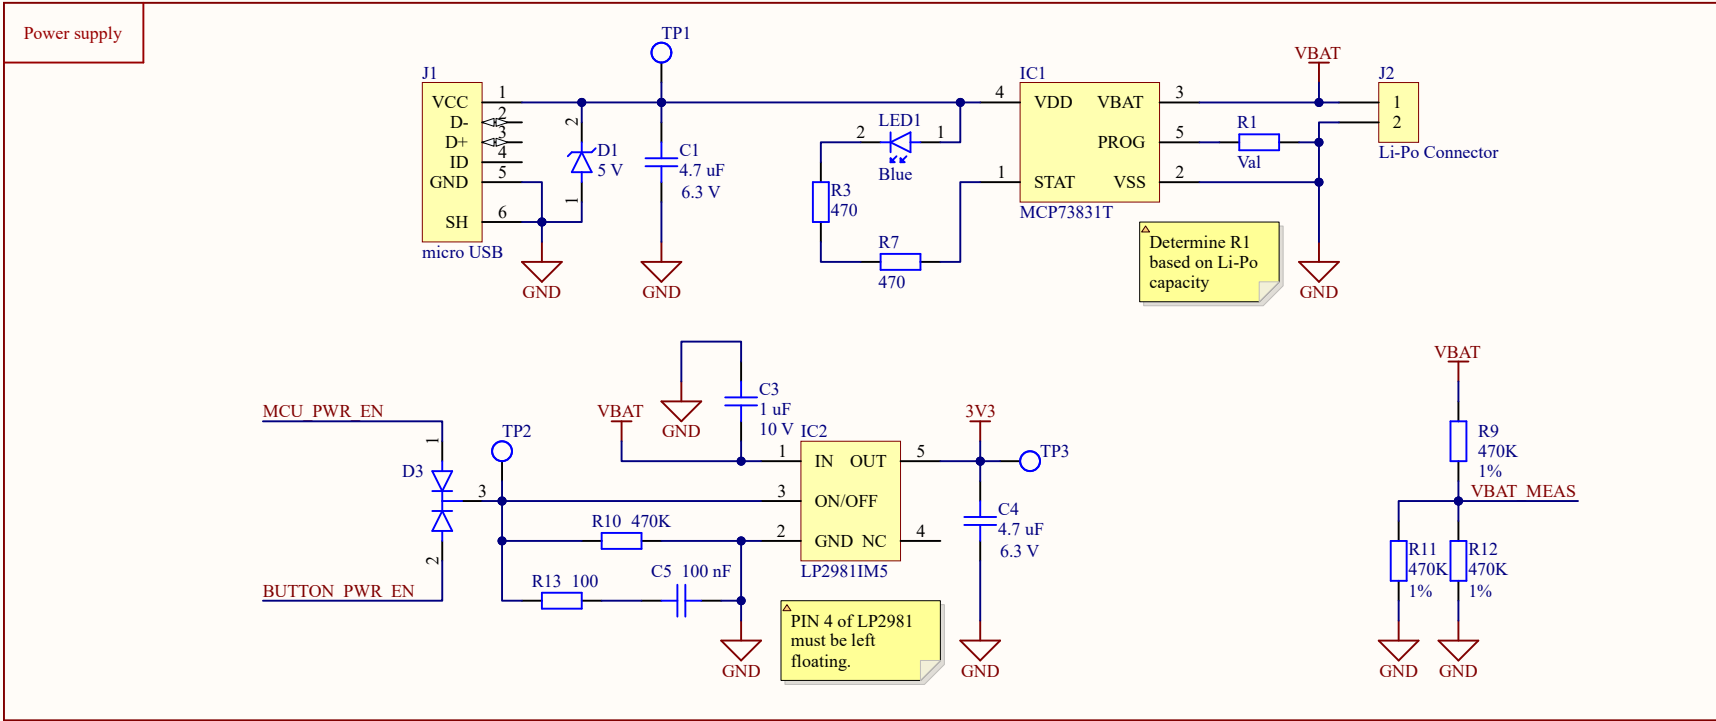 Power supply
TP1
J1
VCC 1
D- 2
D+ 3
ID 4
GND 5
SH 6
micro USB
2
D1
5 V
1
C1
4.7 uF
6.3 V
GND
GND
LED1
2 1
Blue
R3
470
R7
470
IC1
4 VDD VBAT 3
PROG 5
1 STAT VSS 2
MCP73831T
R1
Val
VBAT
J2
1
2
Li-Po Connector
Determine R1
based on Li-Po
capacity
GND
MCU_PWR_EN
1
D3
3
2
BUTTON_PWR_EN
TP2
VBAT
GND
C3
1 uF
10 V
IC2
1 IN OUT 5
3 ON/OFF
2 GND NC 4
LP2981IM5
R10 470K
R13 100
C5 100 nF
GND
PIN 4 of LP2981
must be left
floating.
3V3
TP3
C4
4.7 uF
6.3 V
GND
VBAT
R9
470K
1%
VBAT_MEAS
R11
470K
1%
R12
470K
1%
GND
GND